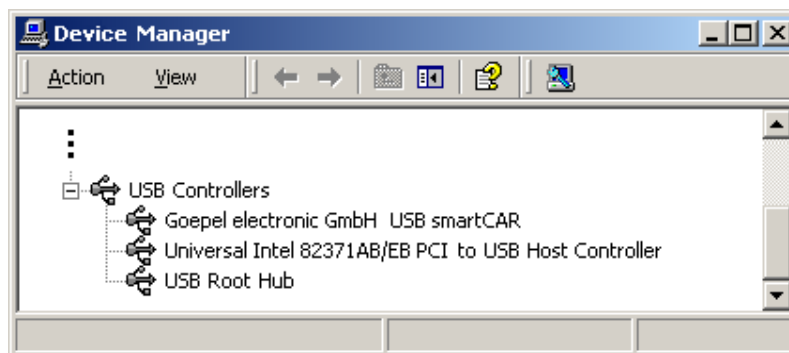 Device Manager
Action View
USB Controllers
Goepel electronic GmbH USB smartCAR
Universal Intel 82371AB/EB PCI to USB Host Controller
USB Root Hub